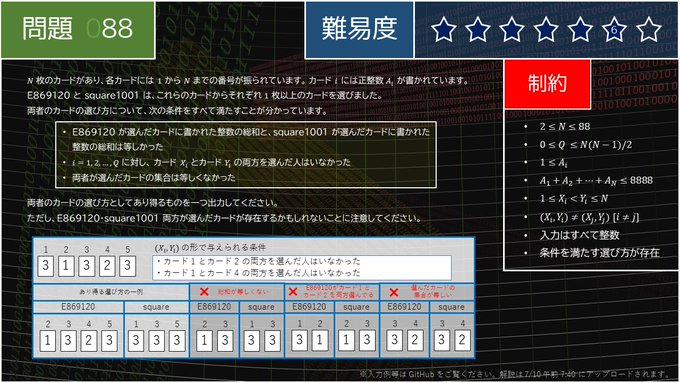 問題 088
難易度
6
N 枚のカードがあり、各カードには 1 から N までの番号が振られています。カード i には正整数 A_i が書かれています。
E869120 と square1001 は、これらのカードからそれぞれ 1 枚以上のカードを選びました。
両者のカードの選び方について、次の条件をすべて満たすことが分かっています。
・ E869120 が選んだカードに書かれた整数の総和と、square1001 が選んだカードに書かれた
整数の総和は等しかった
・ i = 1, 2, …, Q に対し、カード X_i とカード Y_i の両方を選んだ人はいなかった
・ 両者が選んだカードの集合は等しくなかった
両者のカードの選び方としてあり得るものを一つ出力してください。
ただし、E869120・square1001 両方が選んだカードが存在するかもしれないことに注意してください。
制約
• 2 ≤ N ≤ 88
• 0 ≤ Q ≤ N(N − 1)/2
• 1 ≤ A_i
• A_1 + A_2 + ⋯ + A_N ≤ 8888
• 1 ≤ X_i < Y_i ≤ N
• (X_i, Y_i) ≠ (X_j, Y_j) [i ≠ j]
• 入力はすべて整数
• 条件を満たす選び方が存在
1 2 3 4 5
3 1 3 2 3
(X_i, Y_i) の形で与えられる条件
・カード 1 とカード 2 の両方を選んだ人はいなかった
・カード 1 とカード 4 の両方を選んだ人はいなかった
あり得る選び方の一例
総和が等しくない
E869120がカード 1 と
カード 2 を両方選んでる
選んだカードの
集合が等しい
E869120 square E869120 square E869120 square E869120 square
2 3 4 5 1 3 5 2 3 3 5 1 2 2 3 3 4 3 4
1 3 2 3 3 3 3 1 3 3 3 3 1 1 3 3 2 3 2
※入力例等は GitHub をご覧ください。解説は 7/10 午前 7:40 にアップロードされます。